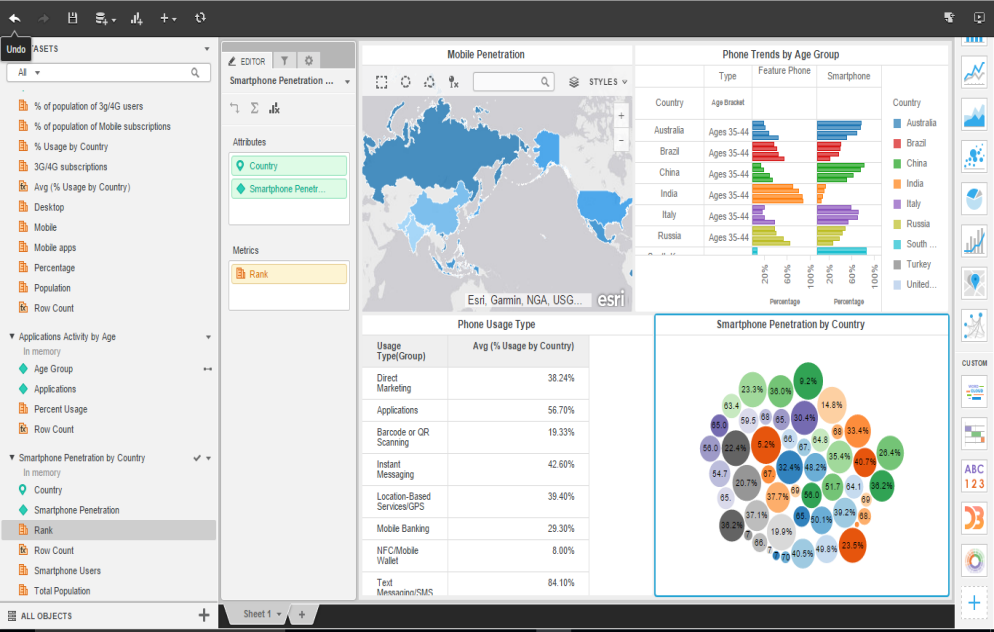 Undo
ASETS
All
% of population of 3g/4G users
% of population of Mobile subscriptions
% Usage by Country
3G/4G subscriptions
Avg (% Usage by Country)
Desktop
Mobile
Mobile apps
Percentage
Population
Row Count
Applications Activity by Age
In memory
Age Group
Applications
Percent Usage
Row Count
Smartphone Penetration by Country
In memory
Country
Smartphone Penetration
Rank
Row Count
Smartphone Users
Total Population
ALL OBJECTS
EDITOR
Smartphone Penetration ...
Attributes
Country
Smartphone Penetr...
Metrics
Rank
Mobile Penetration
STYLES
+
-
Esri, Garmin, NGA, USG...
esri
Phone Trends by Age Group
Type
Feature Phone
Smartphone
Country
Age Bracket
Australia
Ages 35-44
Brazil
Ages 35-44
China
Ages 35-44
India
Ages 35-44
Italy
Ages 35-44
Russia
Ages 35-44
20%
60%
100%
20%
60%
100%
Percentage
Percentage
Country
Australia
Brazil
China
India
Italy
Russia
South ...
Turkey
United...
Phone Usage Type
Usage
Type(Group)
Avg (% Usage by Country)
Direct
Marketing
38.24%
Applications
56.70%
Barcode or QR
Scanning
19.33%
Instant
Messaging
42.60%
Location-Based
Services/GPS
39.40%
Mobile Banking
29.30%
NFC/Mobile
Wallet
8.00%
Text
Messaging/SMS
84.10%
Smartphone Penetration by Country
9.2%
23.3%
36.0%
14.8%
63.4
59.5
68
65.
30.4%
65.0
68
33.4%
56.0
22.4%
5.2%
66.
67.
64.8
35.4%
40.7%
26.4%
54.7
20.7%
67.
32.4%
48.2%
65.
37.7%
69
56.0
51.7
64.1
36.2%
69
36.2%
37.1%
19.9%
65.
50.1%
39.2%
68.
7
66.
7
7
70
40.5%
49.8%
23.5%
CUSTOM
ABC
123
Sheet 1
+